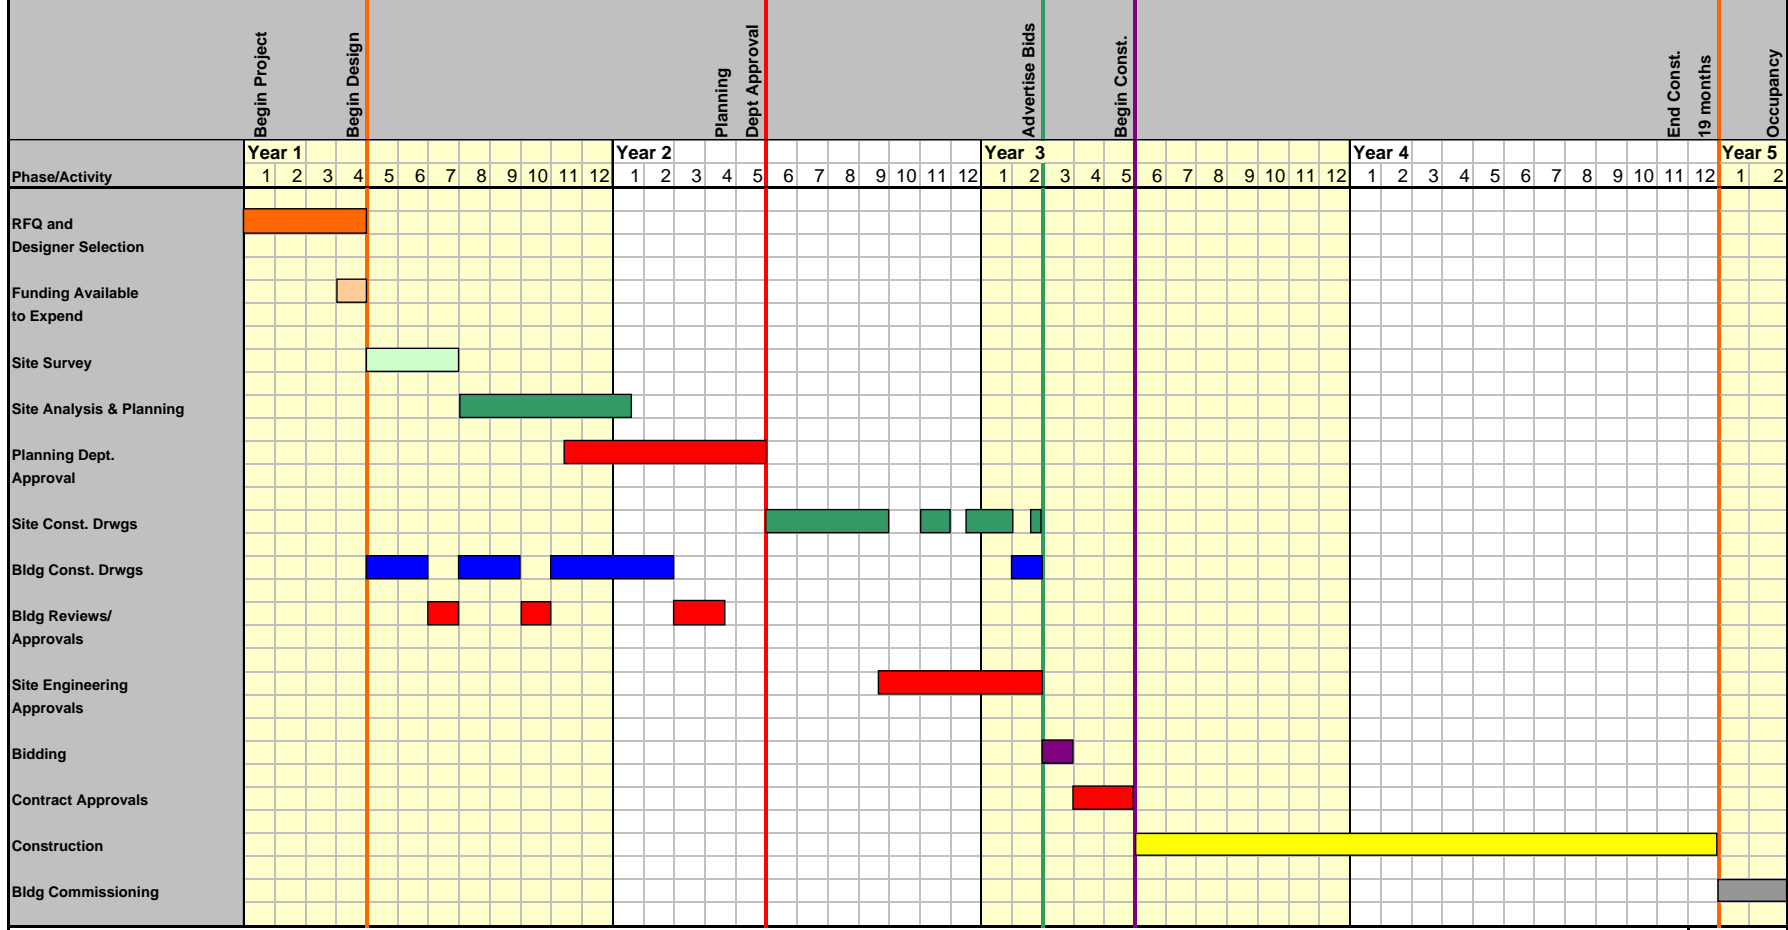 Begin Project
Begin Design
Planning
Dept Approval
Advertise Bids
Begin Const.
End Const.
19 months
Occupancy
Year 1 Year 2 Year  3 Year 4 Year 5
Phase/Activity 1 2 3 4 5 6 7 8 9 10 11 12 1 2 3 4 5 6 7 8 9 10 11 12 1 2 3 4 5 6 7 8 9 10 11 12 1 2 3 4 5 6 7 8 9 10 11 12 1 2
RFQ and
Designer Selection
Funding Available
to Expend
Site Survey
Site Analysis & Planning
Planning Dept.
Approval
Site Const. Drwgs
Bldg Const. Drwgs
Bldg Reviews/
Approvals
Site Engineering
Approvals
Bidding
Contract Approvals
Construction
Bldg Commissioning